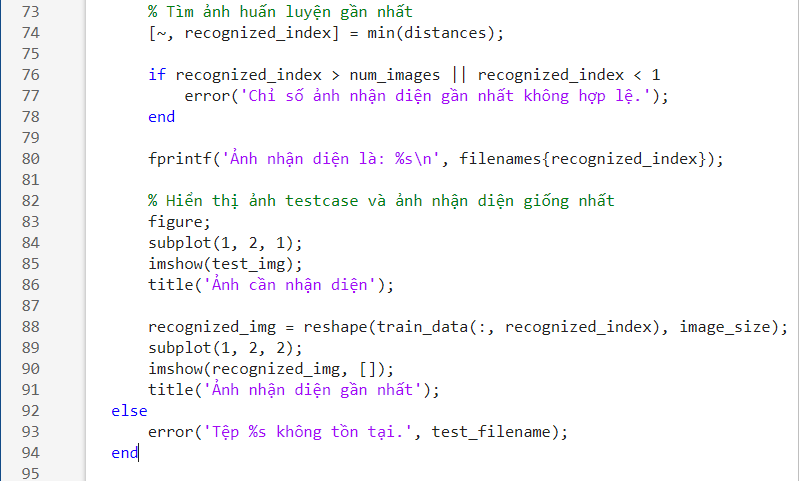 73 % Tìm ảnh huấn luyện gần nhất
74 [~, recognized_index] = min(distances);
75
76 if recognized_index > num_images || recognized_index < 1
77 error('Chỉ số ảnh nhận diện gần nhất không hợp lệ.');
78 end
79
80 fprintf('Ảnh nhận diện là: %s\n', filenames{recognized_index});
81
82 % Hiển thị ảnh testcase và ảnh nhận diện giống nhất
83 figure;
84 subplot(1, 2, 1);
85 imshow(test_img);
86 title('Ảnh cần nhận diện');
87
88 recognized_img = reshape(train_data(:, recognized_index), image_size);
89 subplot(1, 2, 2);
90 imshow(recognized_img, []);
91 title('Ảnh nhận diện gần nhất');
92 else
93 error('Tệp %s không tồn tại.', test_filename);
94 end
95